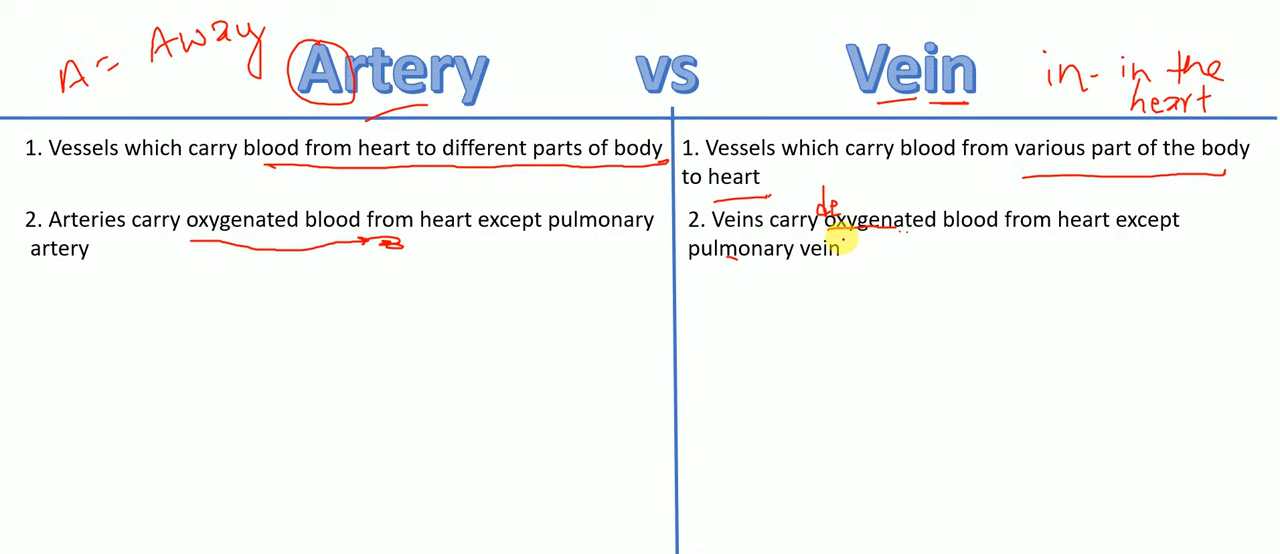 A = Away
Artery vs Vein
in - in the
heart
1. Vessels which carry blood from heart to different parts of body
2. Arteries carry oxygenated blood from heart except pulmonary
artery
1. Vessels which carry blood from various part of the body
to heart
de
2. Veins carry oxygenated blood from heart except
pulmonary vein